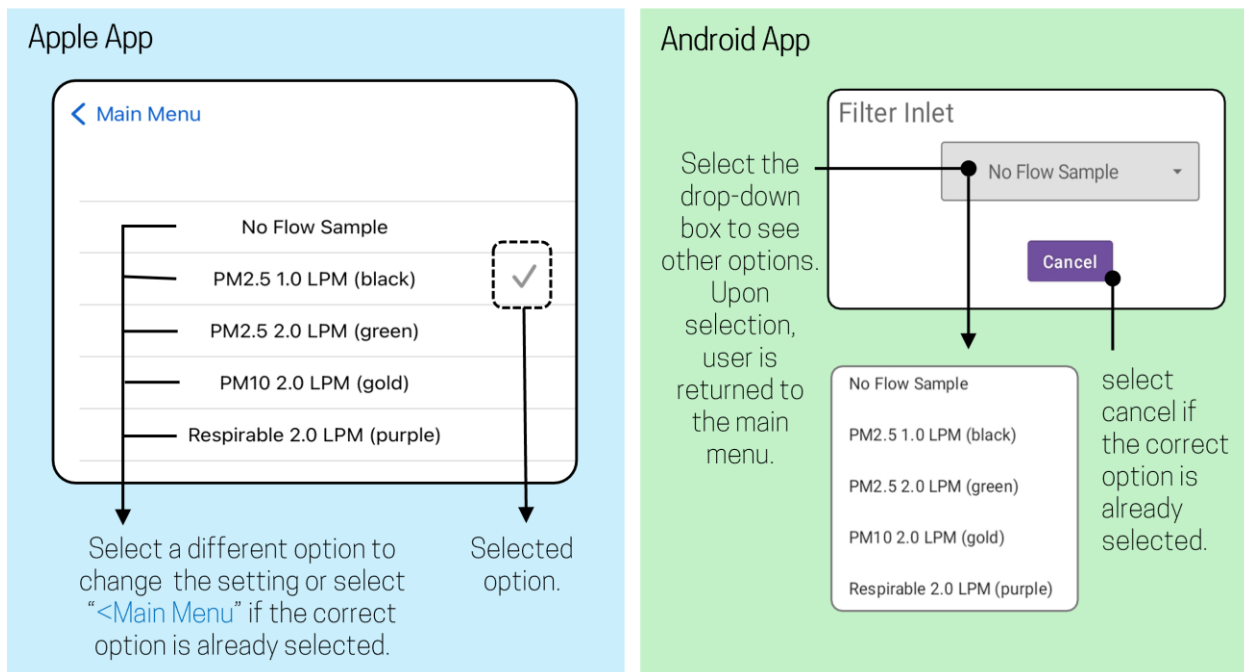 Apple App
< Main Menu
No Flow Sample
PM2.5 1.0 LPM (black)
PM2.5 2.0 LPM (green)
PM10 2.0 LPM (gold)
Respirable 2.0 LPM (purple)
Select a different option to
change the setting or select
“<Main Menu” if the correct
option is already selected.
Selected
option.
Android App
Filter Inlet
No Flow Sample
Cancel
Select the
drop-down
box to see
other options.
Upon
selection,
user is
returned to
the main
menu.
No Flow Sample
PM2.5 1.0 LPM (black)
PM2.5 2.0 LPM (green)
PM10 2.0 LPM (gold)
Respirable 2.0 LPM (purple)
select
cancel if
the correct
option is
already
selected.